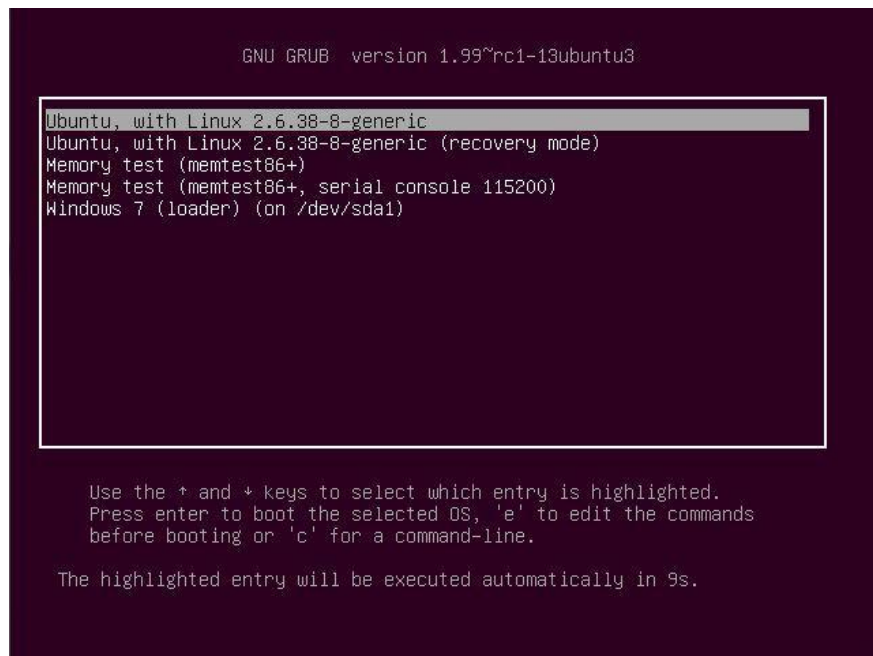 GNU GRUB  version 1.99~rc1-13ubuntu3
Ubuntu, with Linux 2.6.38-8-generic
Ubuntu, with Linux 2.6.38-8-generic (recovery mode)
Memory test (memtest86+)
Memory test (memtest86+, serial console 115200)
Windows 7 (loader) (on /dev/sda1)
Use the ↑ and ↓ keys to select which entry is highlighted.
Press enter to boot the selected OS, 'e' to edit the commands
before booting or 'c' for a command-line.
The highlighted entry will be executed automatically in 9s.